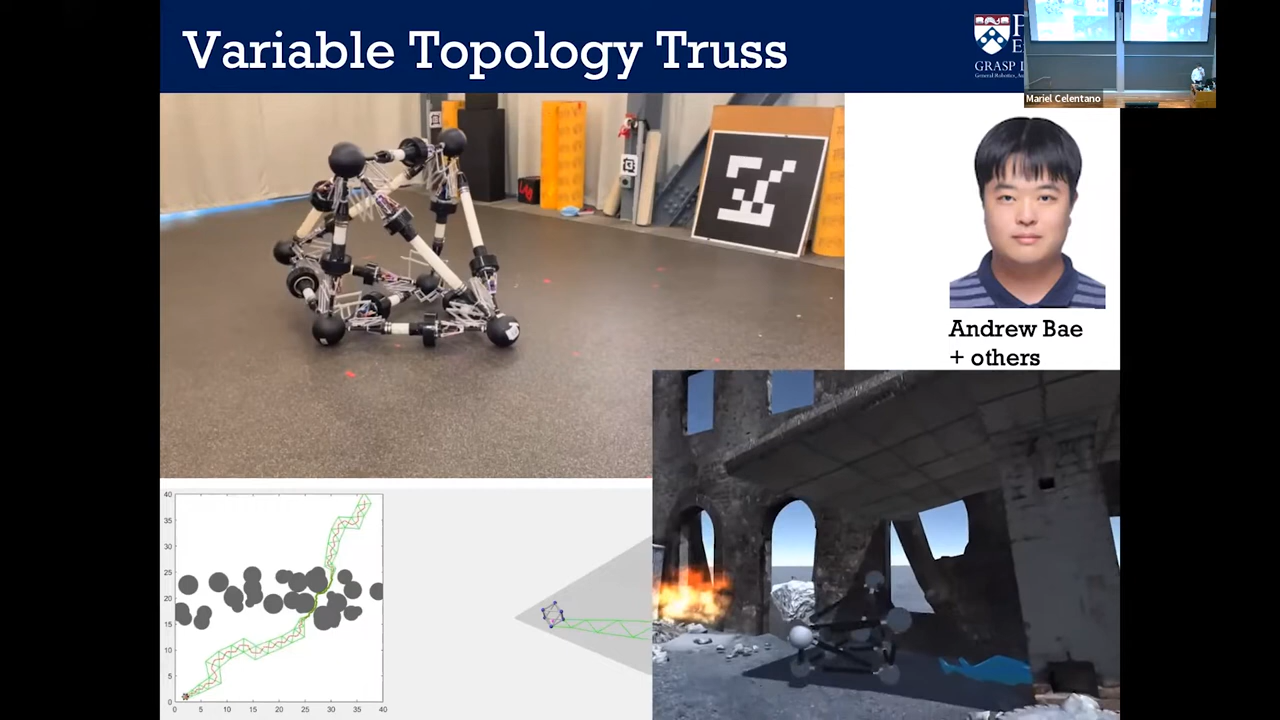 Variable Topology Truss
GRASP
Mariel Celentano
Andrew Bae
+ others
40
35
30
25
20
15
10
5
0
0 5 10 15 20 25 30 35 40